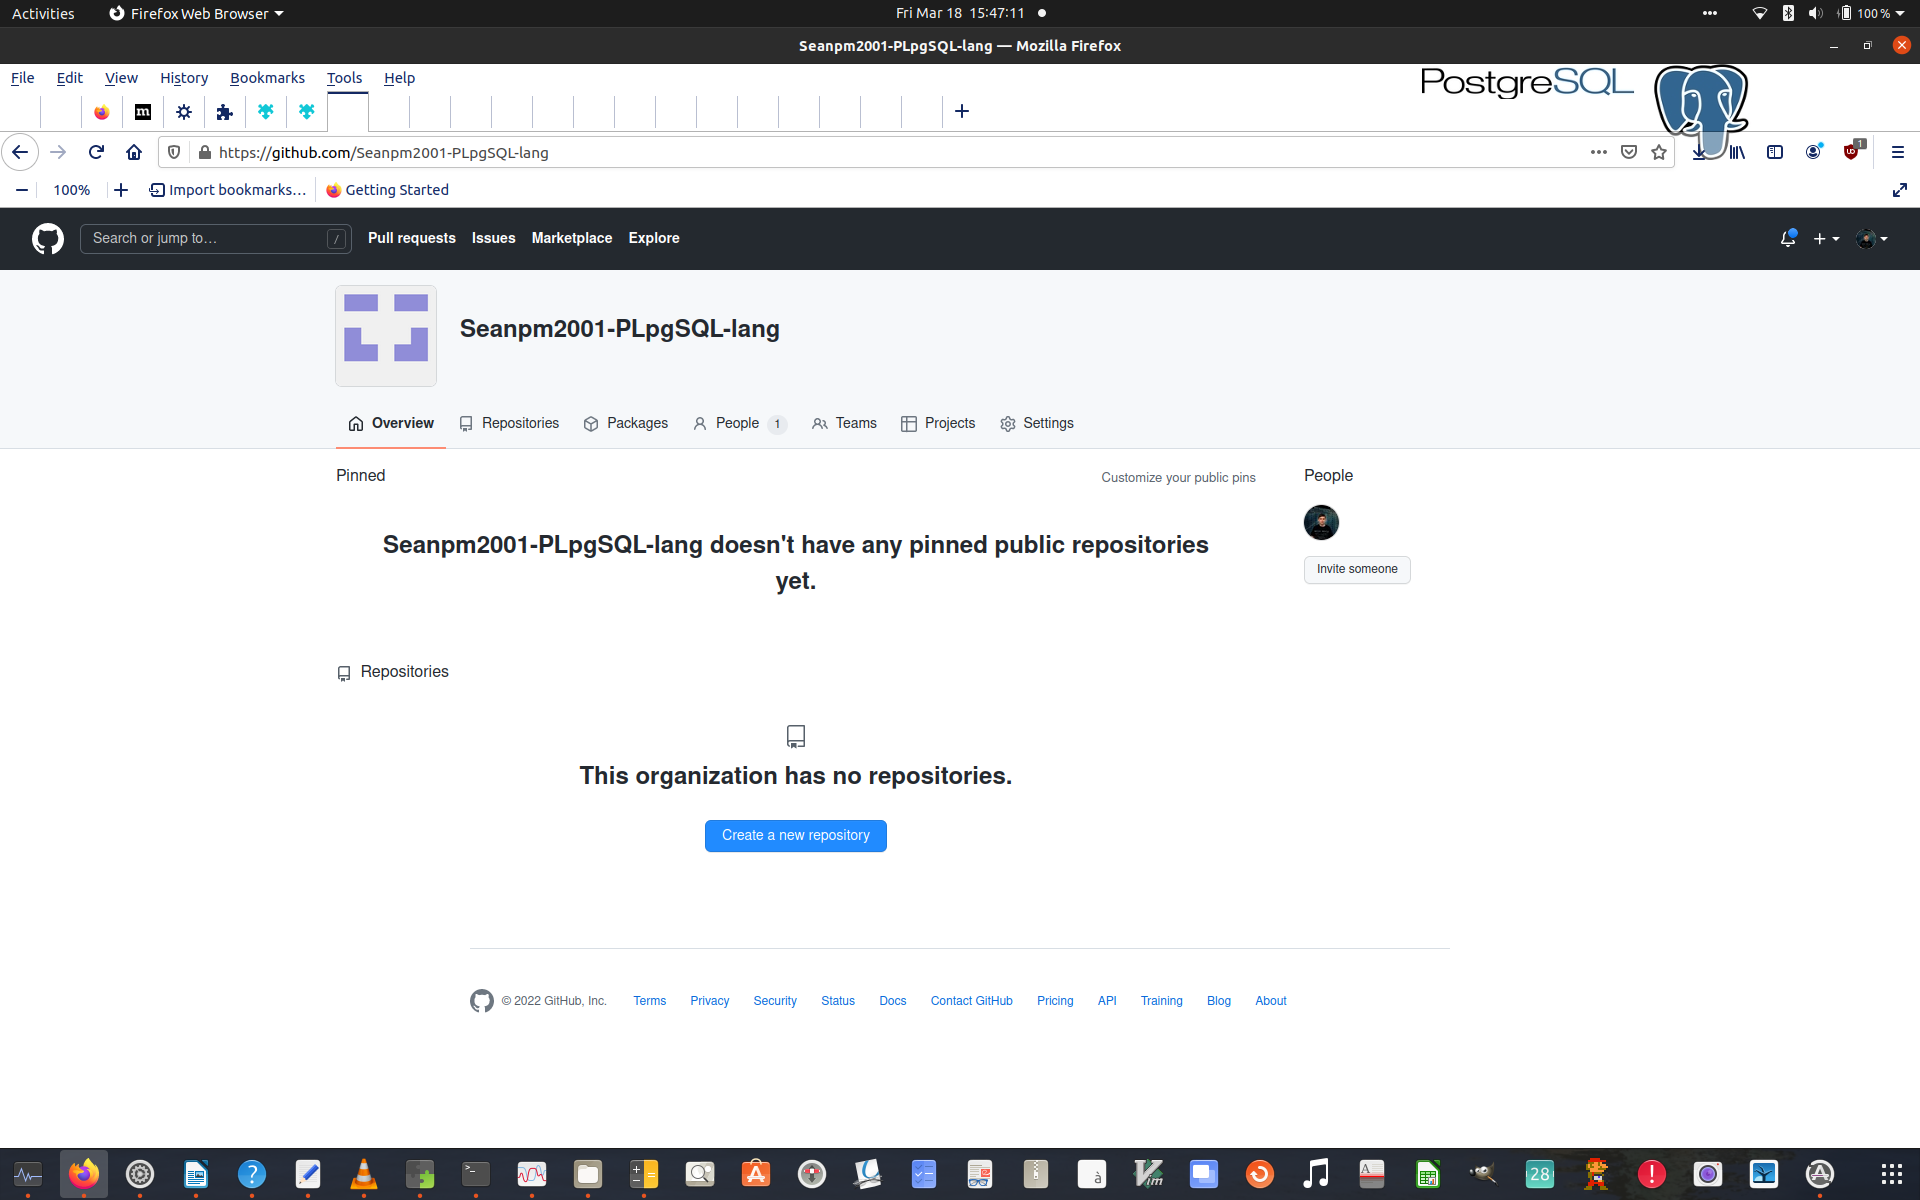 Activities
Firefox Web Browser
Fri Mar 18 15:47:11
100 %
Seanpm2001-PLpgSQL-lang — Mozilla Firefox
File Edit View History Bookmarks Tools Help
PostgreSQL
m
https://github.com/Seanpm2001-PLpgSQL-lang
1
100%
Import bookmarks...
Getting Started
Search or jump to... /
Pull requests Issues Marketplace Explore
Seanpm2001-PLpgSQL-lang
Overview Repositories Packages People 1 Teams Projects Settings
Pinned
Customize your public pins
People
Seanpm2001-PLpgSQL-lang doesn't have any pinned public repositories
yet.
Invite someone
Repositories
This organization has no repositories.
Create a new repository
© 2022 GitHub, Inc. Terms Privacy Security Status Docs Contact GitHub Pricing API Training Blog About
?
>_
à
Vim
A
28
!
A